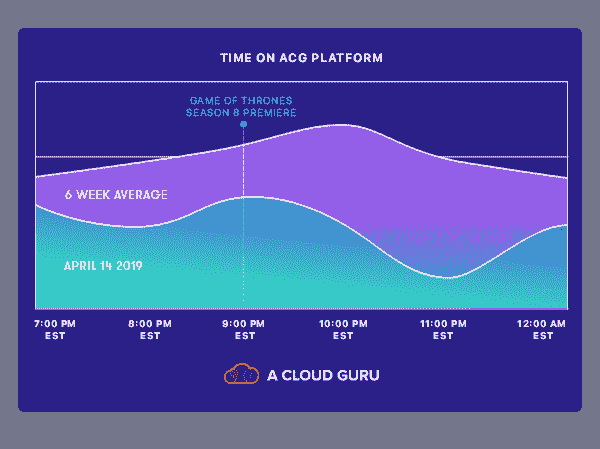 TIME ON ACG PLATFORM
GAME OF THRONES
SEASON 8 PREMIERE
6 WEEK AVERAGE
APRIL 14 2019
7:00 PM EST
8:00 PM EST
9:00 PM EST
10:00 PM EST
11:00 PM EST
12:00 AM EST
A CLOUD GURU